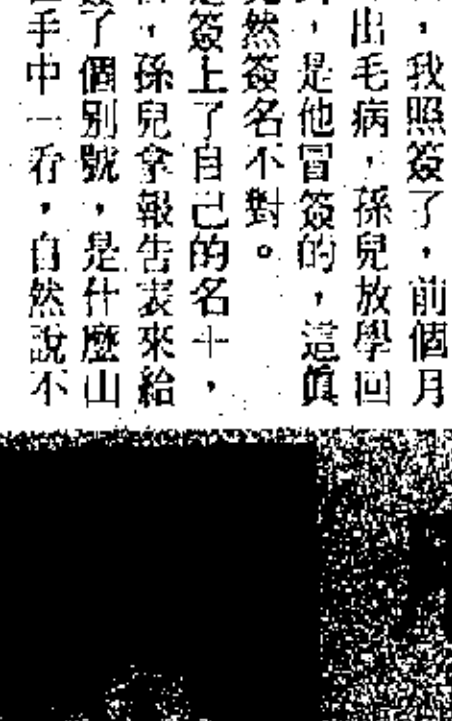 ,我照簽了,前個月
出毛病,孫兒放學回
,是他冒簽的,這眞
然簽名不對。
簽上了自己的名十,
,孫兒拿報告表來給
了個別號,是什麼山
手中一看,自然說不